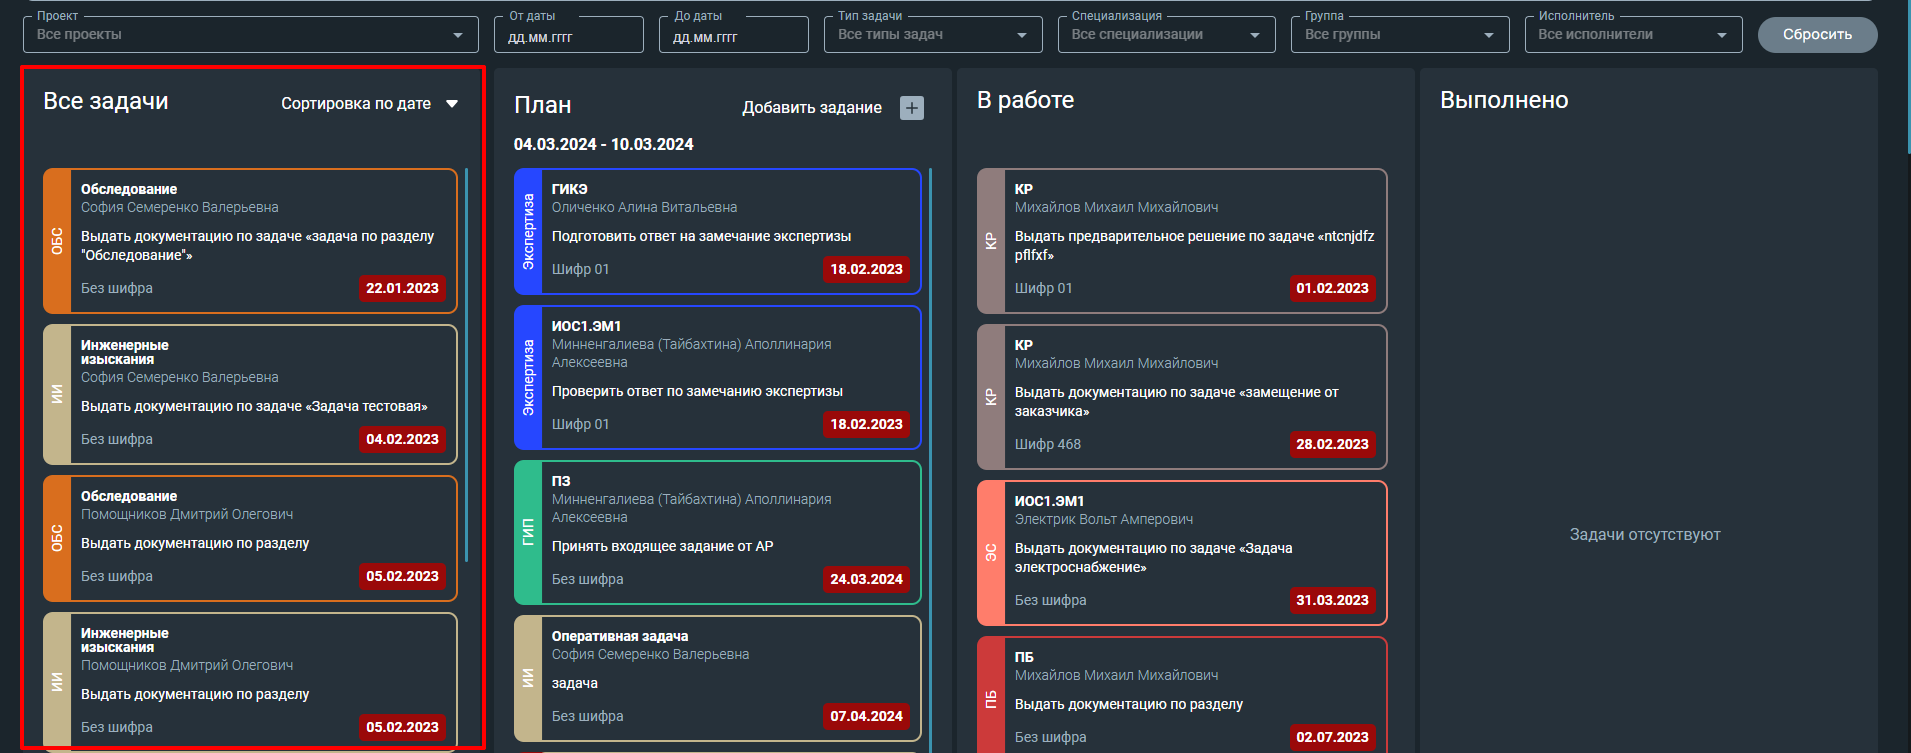 Проект
Все проекты
От даты
дд.мм.гггг
До даты
дд.мм.гггг
Тип задачи
Все типы задач
Специализация
Все специализации
Группа
Все группы
Исполнитель
Все исполнители
Сбросить
Все задачи
Сортировка по дате
ОБС
Обследование
София Семеренко Валерьевна
Выдать документацию по задаче «задача по разделу
"Обследование"»
Без шифра
22.01.2023
ИИ
Инженерные
изыскания
София Семеренко Валерьевна
Выдать документацию по задаче «Задача тестовая»
Без шифра
04.02.2023
ОБС
Обследование
Помощников Дмитрий Олегович
Выдать документацию по разделу
Без шифра
05.02.2023
ИИ
Инженерные
изыскания
Помощников Дмитрий Олегович
Выдать документацию по разделу
Без шифра
05.02.2023
План
Добавить задание
04.03.2024 - 10.03.2024
Экспертиза
ГИКЭ
Оличенко Алина Витальевна
Подготовить ответ на замечание экспертизы
Шифр 01
18.02.2023
Экспертиза
ИОС1.ЭМ1
Минненгалиева (Тайбахтина) Аполлинария
Алексеевна
Проверить ответ по замечанию экспертизы
Шифр 01
18.02.2023
ГИП
ПЗ
Минненгалиева (Тайбахтина) Аполлинария
Алексеевна
Принять входящее задание от АР
Без шифра
24.03.2024
ИИ
Оперативная задача
София Семеренко Валерьевна
задача
Без шифра
07.04.2024
В работе
КР
КР
Михайлов Михаил Михайлович
Выдать предварительное решение по задаче «ntcnjdfz
pflfxf»
Шифр 01
01.02.2023
КР
КР
Михайлов Михаил Михайлович
Выдать документацию по задаче «замещение от
заказчика»
Шифр 468
28.02.2023
ЭС
ИОС1.ЭМ1
Электрик Вольт Амперович
Выдать документацию по задаче «Задача
электроснабжение»
Без шифра
31.03.2023
ПБ
ПБ
Михайлов Михаил Михайлович
Выдать документацию по разделу
Без шифра
02.07.2023
Выполнено
Задачи отсутствуют